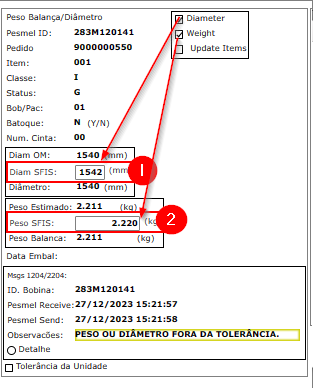 Peso Balança/Diâmetro
Diameter
Pesmel ID: 283M120141
Weight
Pedido 9000000550
Update Items
Item: 001
Classe: I
Status: G
Bob/Pac: 01
Batoque: N (Y/N)
Num. Cinta: 00
Diam OM: 1540 (mm)
Diam SFIS: 1542 (mm
1
Diâmetro: 1540 (mm)
Peso Estimado: 2.211 (kg)
Peso SFIS: 2.220 (kg
2
Peso Balanca: 2.211 (kg)
Data Embal:
Msgs 1204/2204:
ID. Bobina: 283M120141
Pesmel Receive: 27/12/2023 15:21:57
Pesmel Send: 27/12/2023 15:21:58
Observacões: PESO OU DIÂMETRO FORA DA TOLERÂNCIA.
Detalhe
Tolerância da Unidade